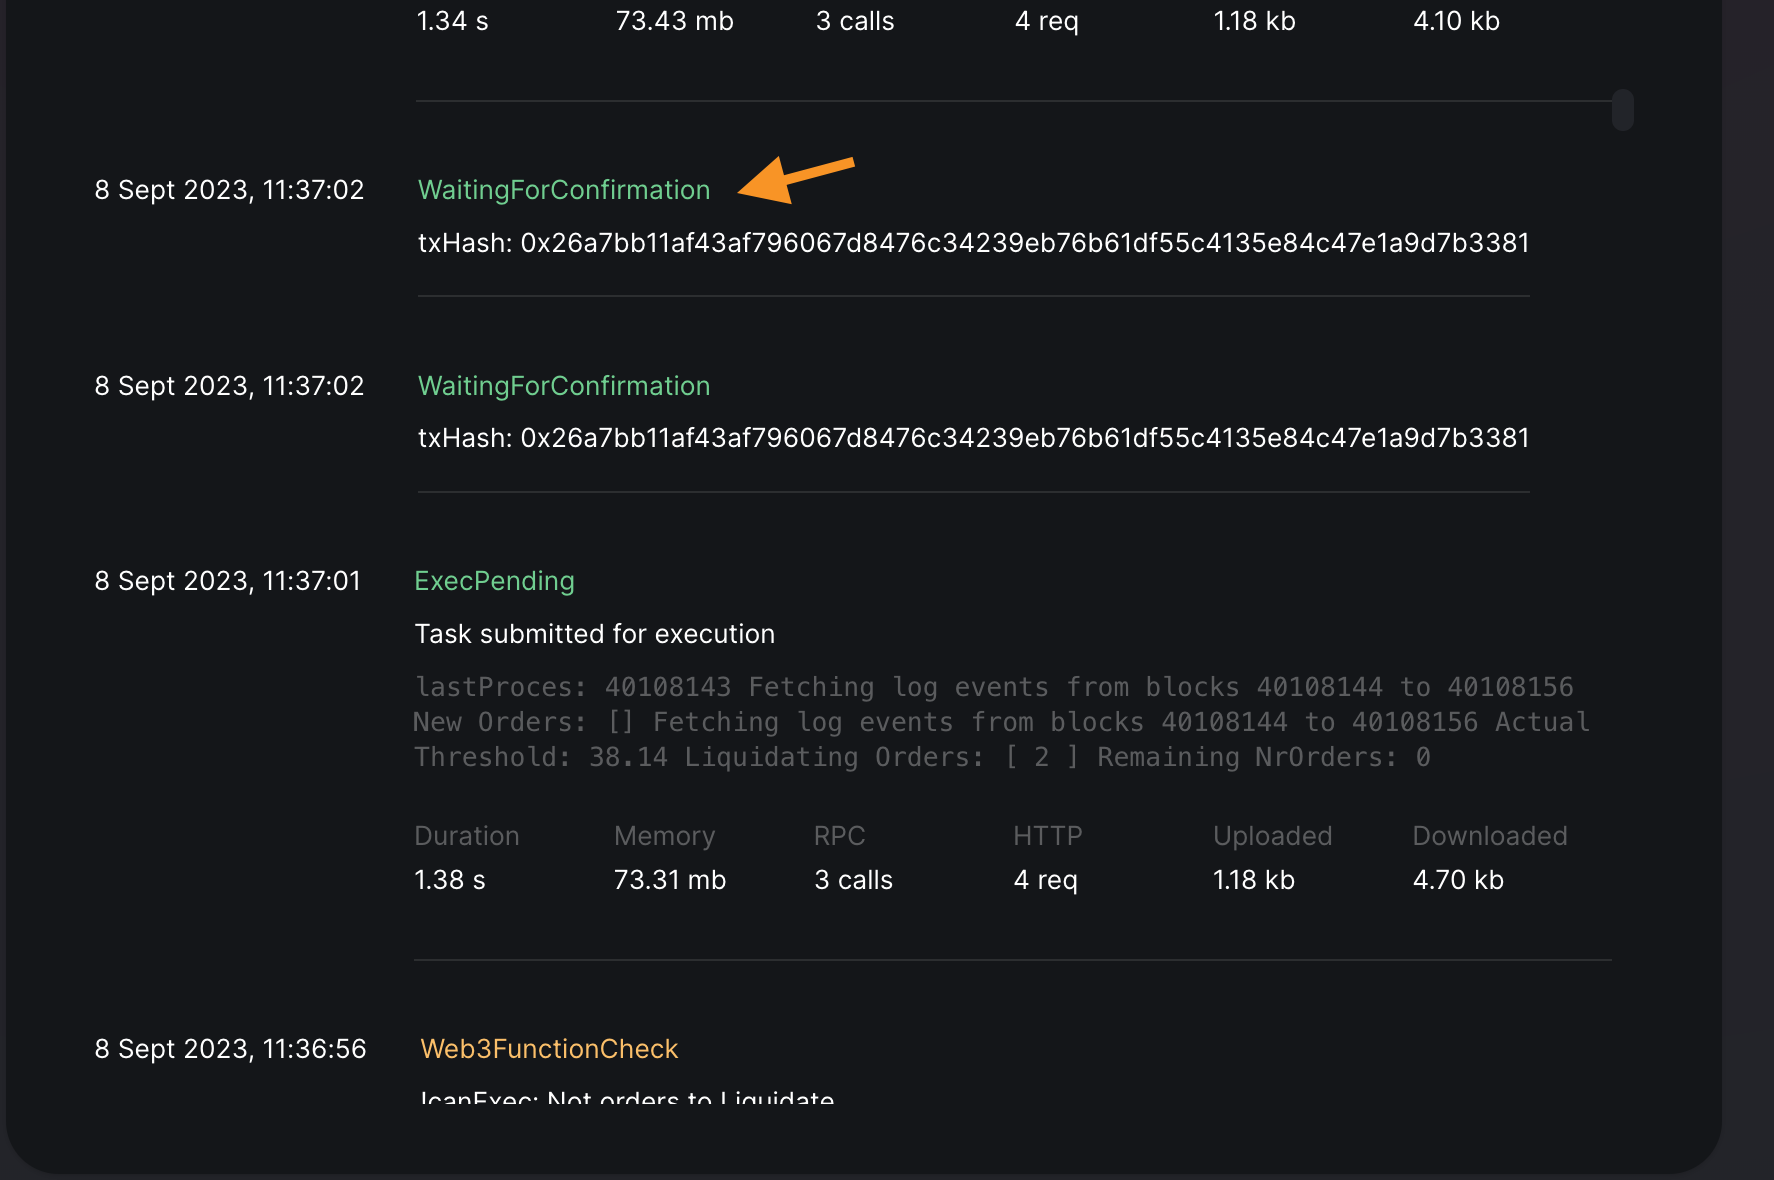 1.34 s 73.43 mb 3 calls 4 req 1.18 kb 4.10 kb
8 Sept 2023, 11:37:02 WaitingForConfirmation
txHash: 0x26a7bb11af43af796067d8476c34239eb76b61df55c4135e84c47e1a9d7b3381
8 Sept 2023, 11:37:02 WaitingForConfirmation
txHash: 0x26a7bb11af43af796067d8476c34239eb76b61df55c4135e84c47e1a9d7b3381
8 Sept 2023, 11:37:01 ExecPending
Task submitted for execution
lastProces: 40108143 Fetching log events from blocks 40108144 to 40108156
New Orders: [] Fetching log events from blocks 40108144 to 40108156 Actual
Threshold: 38.14 Liquidating Orders: [ 2 ] Remaining NrOrders: 0
Duration Memory RPC HTTP Uploaded Downloaded
1.38 s 73.31 mb 3 calls 4 req 1.18 kb 4.70 kb
8 Sept 2023, 11:36:56 Web3FunctionCheck
Not orders to Liquidate